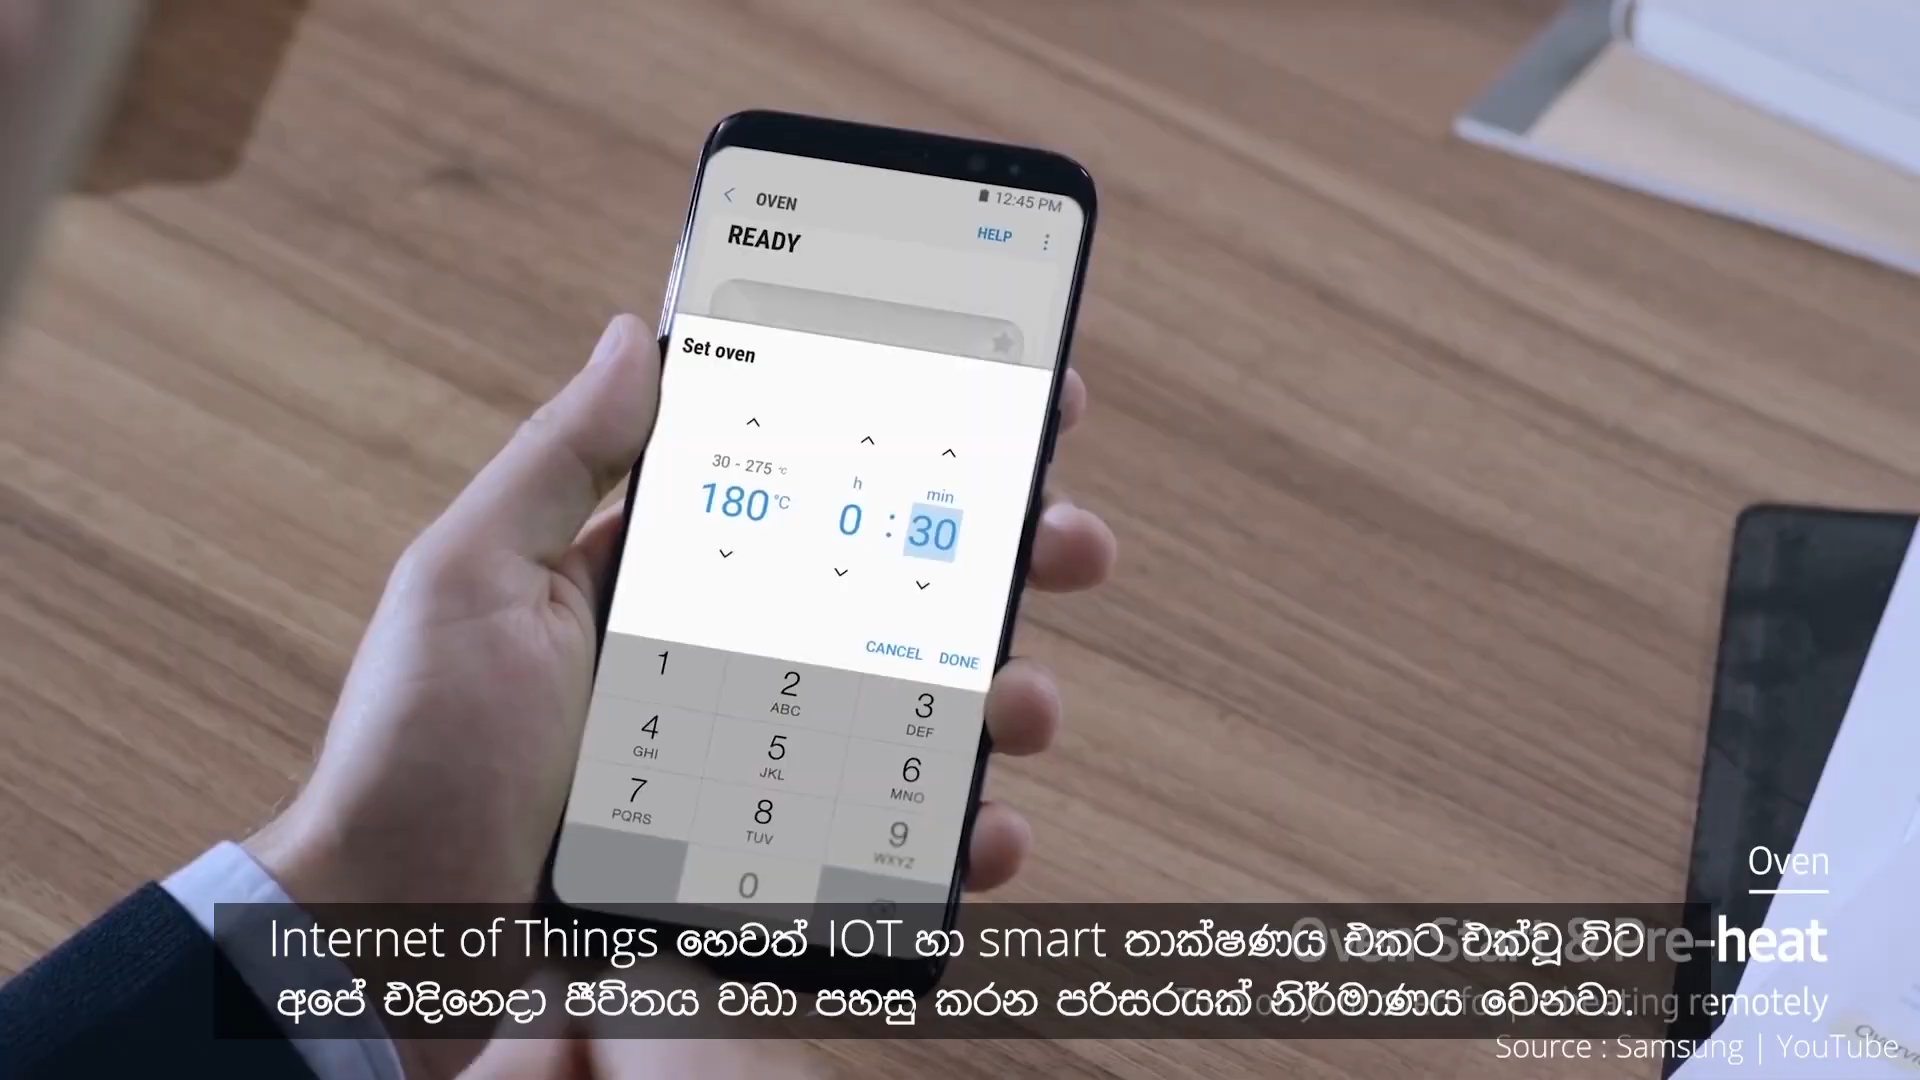 OVEN
12:45 PM
READY
HELP
Set oven
30 - 275 °C
180 °C
h
0
:
min
30
CANCEL
DONE
1
2
ABC
3
DEF
4
GHI
5
JKL
6
MNO
7
PQRS
8
TUV
9
WXYZ
0
Oven
Oven Start & Pre-heat
remotely
Internet of Things හෙවත් IOT හා smart තාක්ෂණය එකට එක්වූ විට
අපේ එදිනෙදා ජීවිතය වඩා පහසු කරන පරිසරයක් නිර්මාණය වෙනවා.
Source : Samsung | YouTube